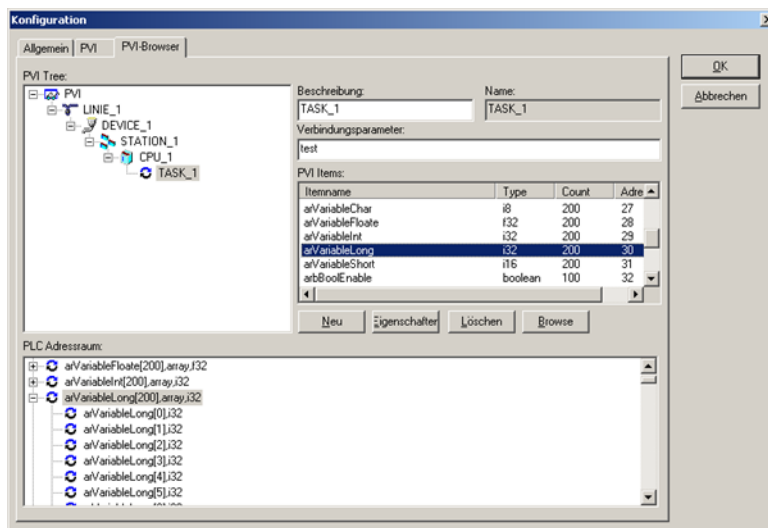 Konfiguration
Allgemein PVI PVI-Browser
OK
Abbrechen
PVI Tree:
PVI
LINIE_1
DEVICE_1
STATION_1
CPU_1
TASK_1
Beschreibung: Name:
TASK_1 TASK_1
Verbindungsparameter:
test
PVI Items:
Itemname Type Count Adre
arVariableChar i8 200 27
arVariableFloate f32 200 28
arVariableInt i32 200 29
arVariableLong i32 200 30
arVariableShort i16 200 31
arbBoolEnable boolean 100 32
Neu Eigenschafter Löschen Browse
PLC Adressraum:
arVariableFloate[200],array,f32
arVariableInt[200],array,i32
arVariableLong[200],array,i32
arVariableLong[0],i32
arVariableLong[1],i32
arVariableLong[2],i32
arVariableLong[3],i32
arVariableLong[4],i32
arVariableLong[5],i32